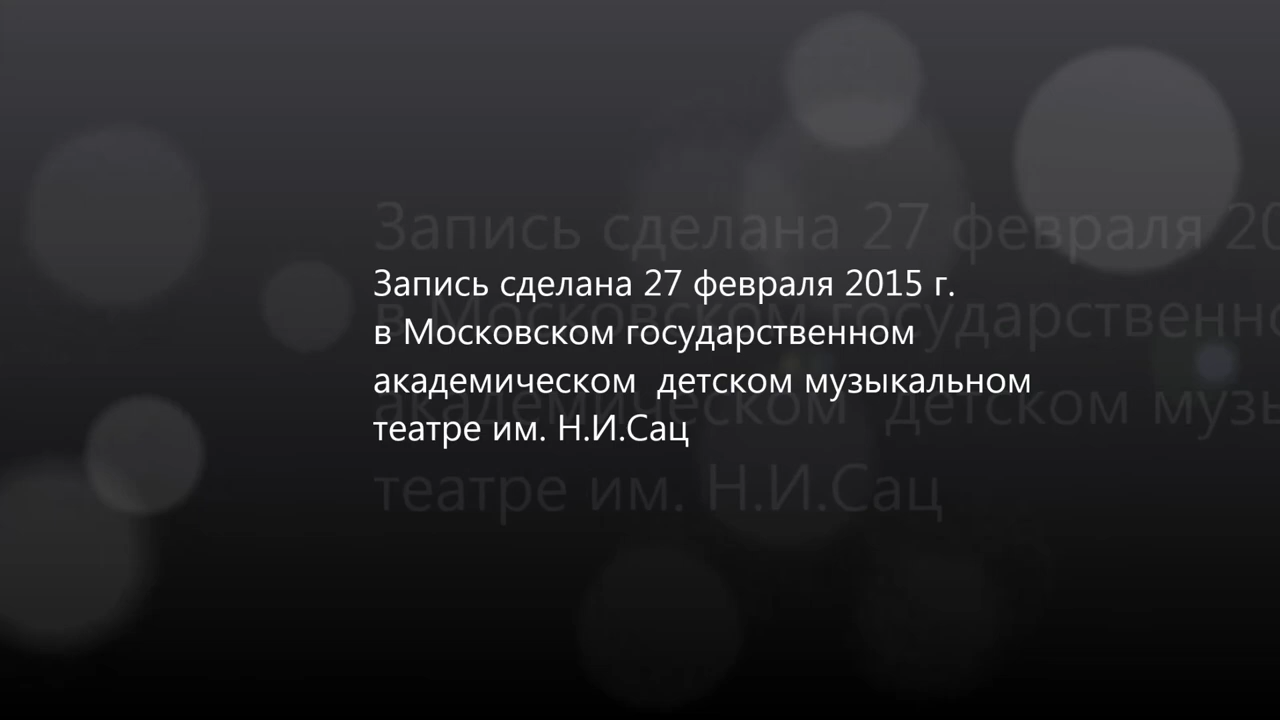 Запись сделана 27 февраля 2015 г.
в Московском государственном
академическом  детском музыкальном
театре им. Н.И.Сац